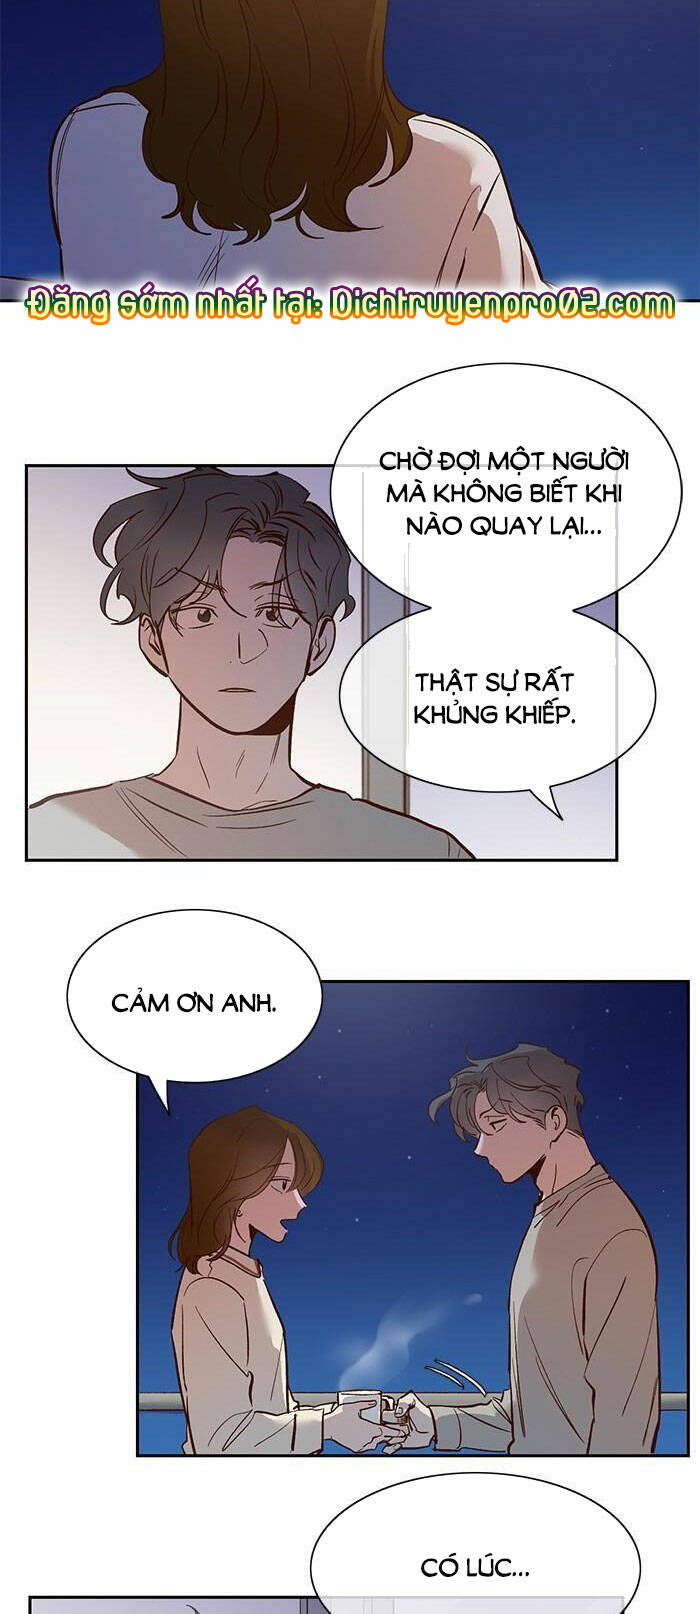 Đăng sớm nhất tại: Dichtruyenpro02.com
CHỜ ĐỢI MỘT NGƯỜI
MÀ KHÔNG BIẾT KHI
NÀO QUAY LẠI...
THẬT SỰ RẤT
KHỦNG KHIẾP.
CẢM ƠN ANH.
CÓ LÚC...